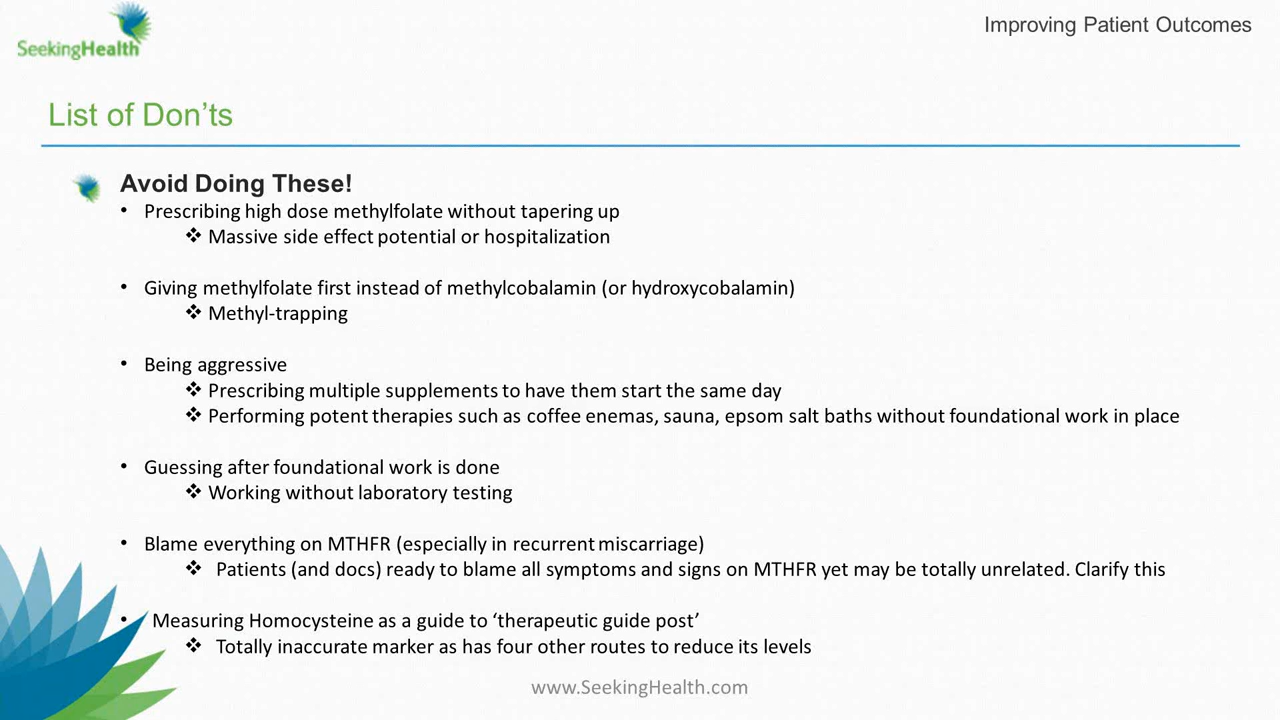 SeekingHealth
Improving Patient Outcomes
List of Don’ts
Avoid Doing These!
• Prescribing high dose methylfolate without tapering up
❖ Massive side effect potential or hospitalization
• Giving methylfolate first instead of methylcobalamin (or hydroxycobalamin)
❖ Methyl-trapping
• Being aggressive
❖ Prescribing multiple supplements to have them start the same day
❖ Performing potent therapies such as coffee enemas, sauna, epsom salt baths without foundational work in place
• Guessing after foundational work is done
❖ Working without laboratory testing
• Blame everything on MTHFR (especially in recurrent miscarriage)
❖ Patients (and docs) ready to blame all symptoms and signs on MTHFR yet may be totally unrelated. Clarify this
• Measuring Homocysteine as a guide to ‘therapeutic guide post’
❖ Totally inaccurate marker as has four other routes to reduce its levels
www.SeekingHealth.com